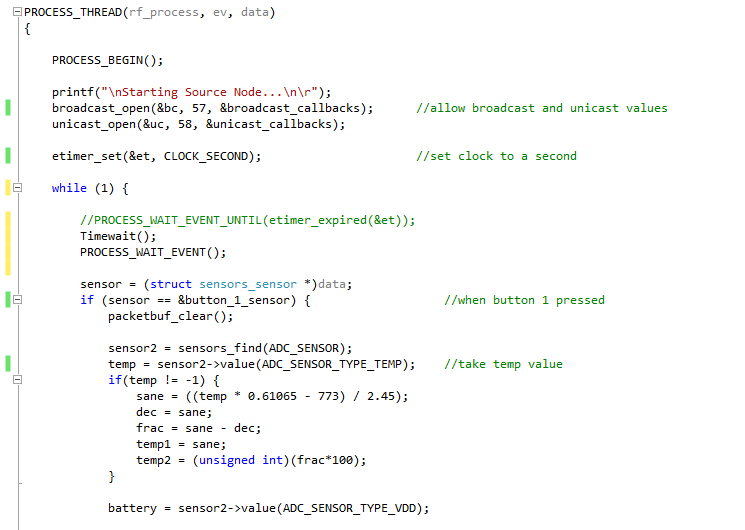 PROCESS_THREAD(rf_process, ev, data)
{
PROCESS_BEGIN();
printf("\nStarting Source Node...\n\r");
broadcast_open(&bc, 57, &broadcast_callbacks); //allow broadcast and unicast values
unicast_open(&uc, 58, &unicast_callbacks);
etimer_set(&et, CLOCK_SECOND); //set clock to a second
while (1) {
//PROCESS_WAIT_EVENT_UNTIL(etimer_expired(&et));
Timewait();
PROCESS_WAIT_EVENT();
sensor = (struct sensors_sensor *)data;
if (sensor == &button_1_sensor) { //when button 1 pressed
packetbuf_clear();
sensor2 = sensors_find(ADC_SENSOR);
temp = sensor2->value(ADC_SENSOR_TYPE_TEMP); //take temp value
if(temp != -1) {
sane = ((temp * 0.61065 - 773) / 2.45);
dec = sane;
frac = sane - dec;
temp1 = sane;
temp2 = (unsigned int)(frac*100);
}
battery = sensor2->value(ADC_SENSOR_TYPE_VDD);